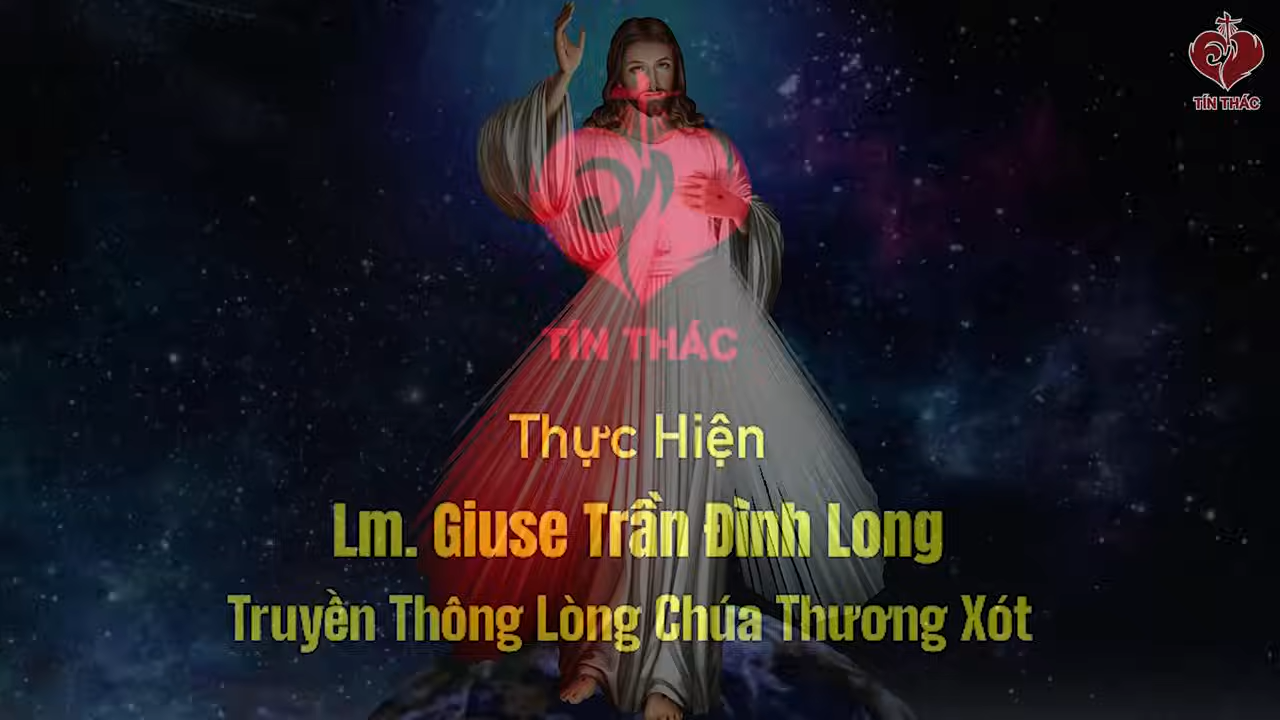 TÍN THÁC
TÍN THÁC
Thực Hiện
Lm. Giuse Trần Đình Long
Truyền Thông Lòng Chúa Thương Xót